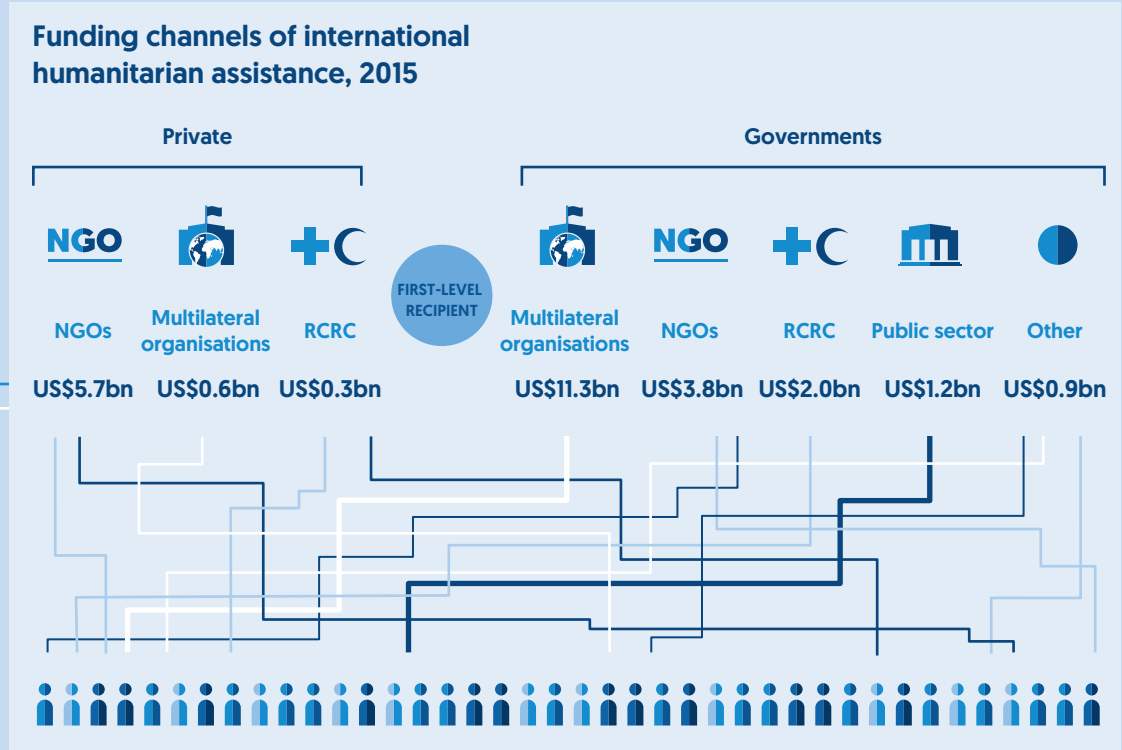 Funding channels of international
humanitarian assistance, 2015
Private
Governments
NGO
NGO
FIRST-LEVEL
RECIPIENT
NGOs
Multilateral
organisations
RCRC
Multilateral
organisations
NGOs
RCRC
Public sector
Other
US$5.7bn
US$0.6bn
US$0.3bn
US$11.3bn
US$3.8bn
US$2.0bn
US$1.2bn
US$0.9bn